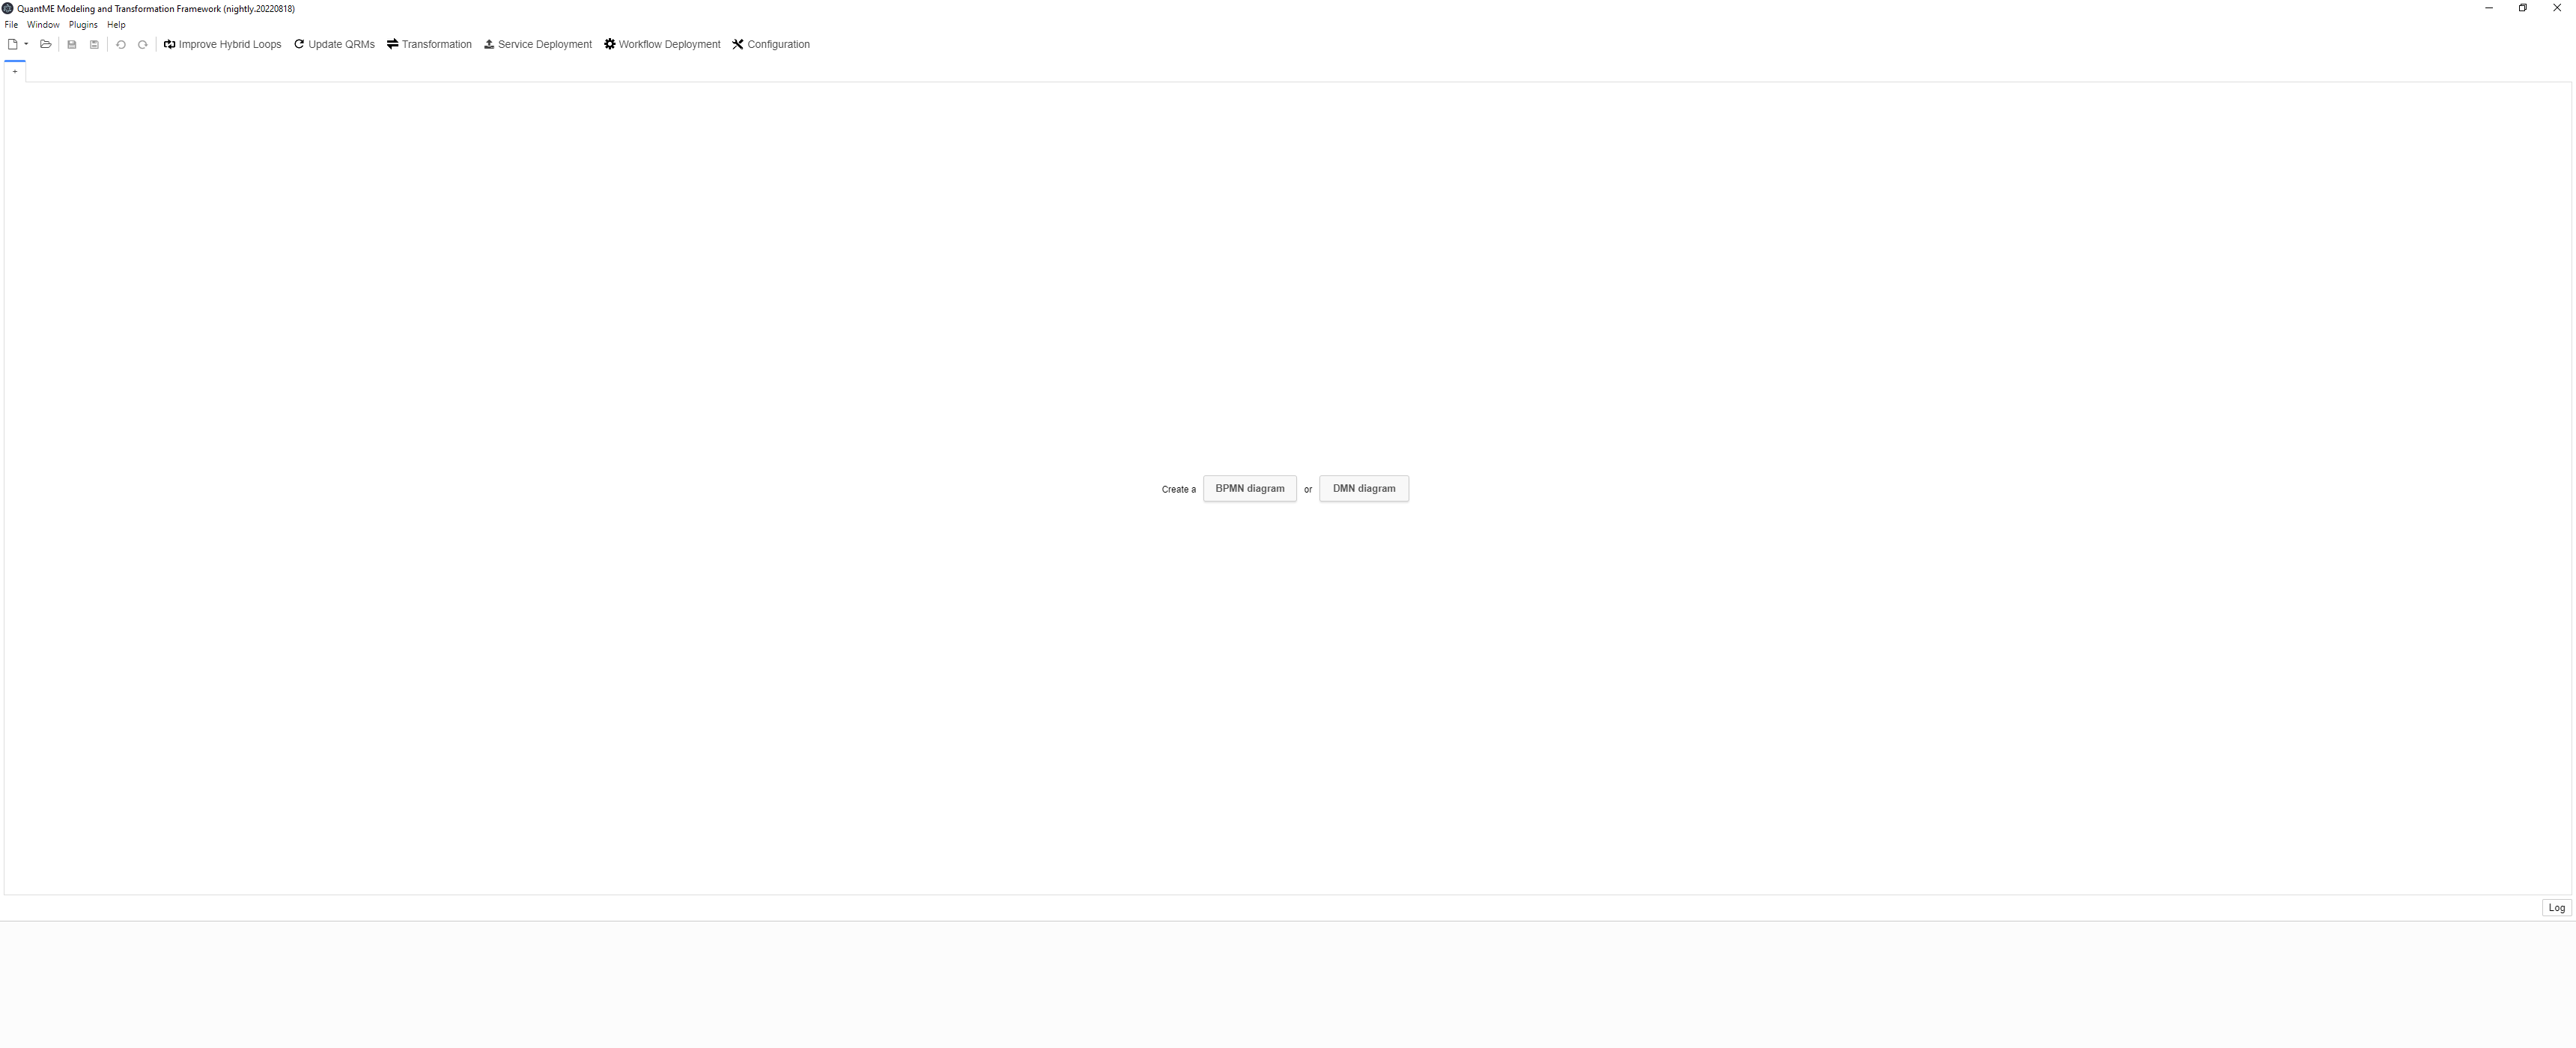 QuantME Modeling and Transformation Framework (nightly.20220818)
File Window Plugins Help
Improve Hybrid Loops Update QRMs Transformation Service Deployment Workflow Deployment Configuration
+
Create a BPMN diagram or DMN diagram
Log